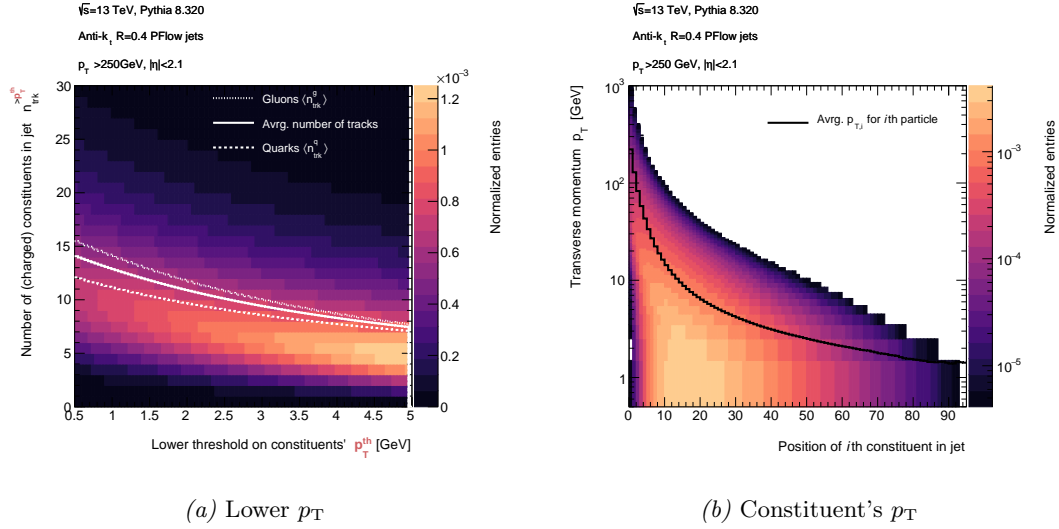 √s=13 TeV, Pythia 8.320
Anti-k_t R=0.4 PFlow jets
p_T >250GeV, |η|<2.1
×10⁻³
Number of (charged) constituents in jet n_trk^{>p_T^th}
30
25
20
15
10
5
0
Gluons ⟨n_trk^g⟩
Avrg. number of tracks
Quarks ⟨n_trk^q⟩
1.2
1
0.8
0.6
0.4
0.2
0
Normalized entries
0.5 1 1.5 2 2.5 3 3.5 4 4.5 5
Lower threshold on constituents' p_T^th [GeV]
(a) Lower p_T
√s=13 TeV, Pythia 8.320
Anti-k_t R=0.4 PFlow jets
p_T >250 GeV, |η|<2.1
Transverse momentum p_T [GeV]
10³
10²
10
1
Avrg. p_{T,i} for ith particle
10⁻³
10⁻⁴
10⁻⁵
Normalized entries
0 10 20 30 40 50 60 70 80 90
Position of ith constituent in jet
(b) Constituent's p_T